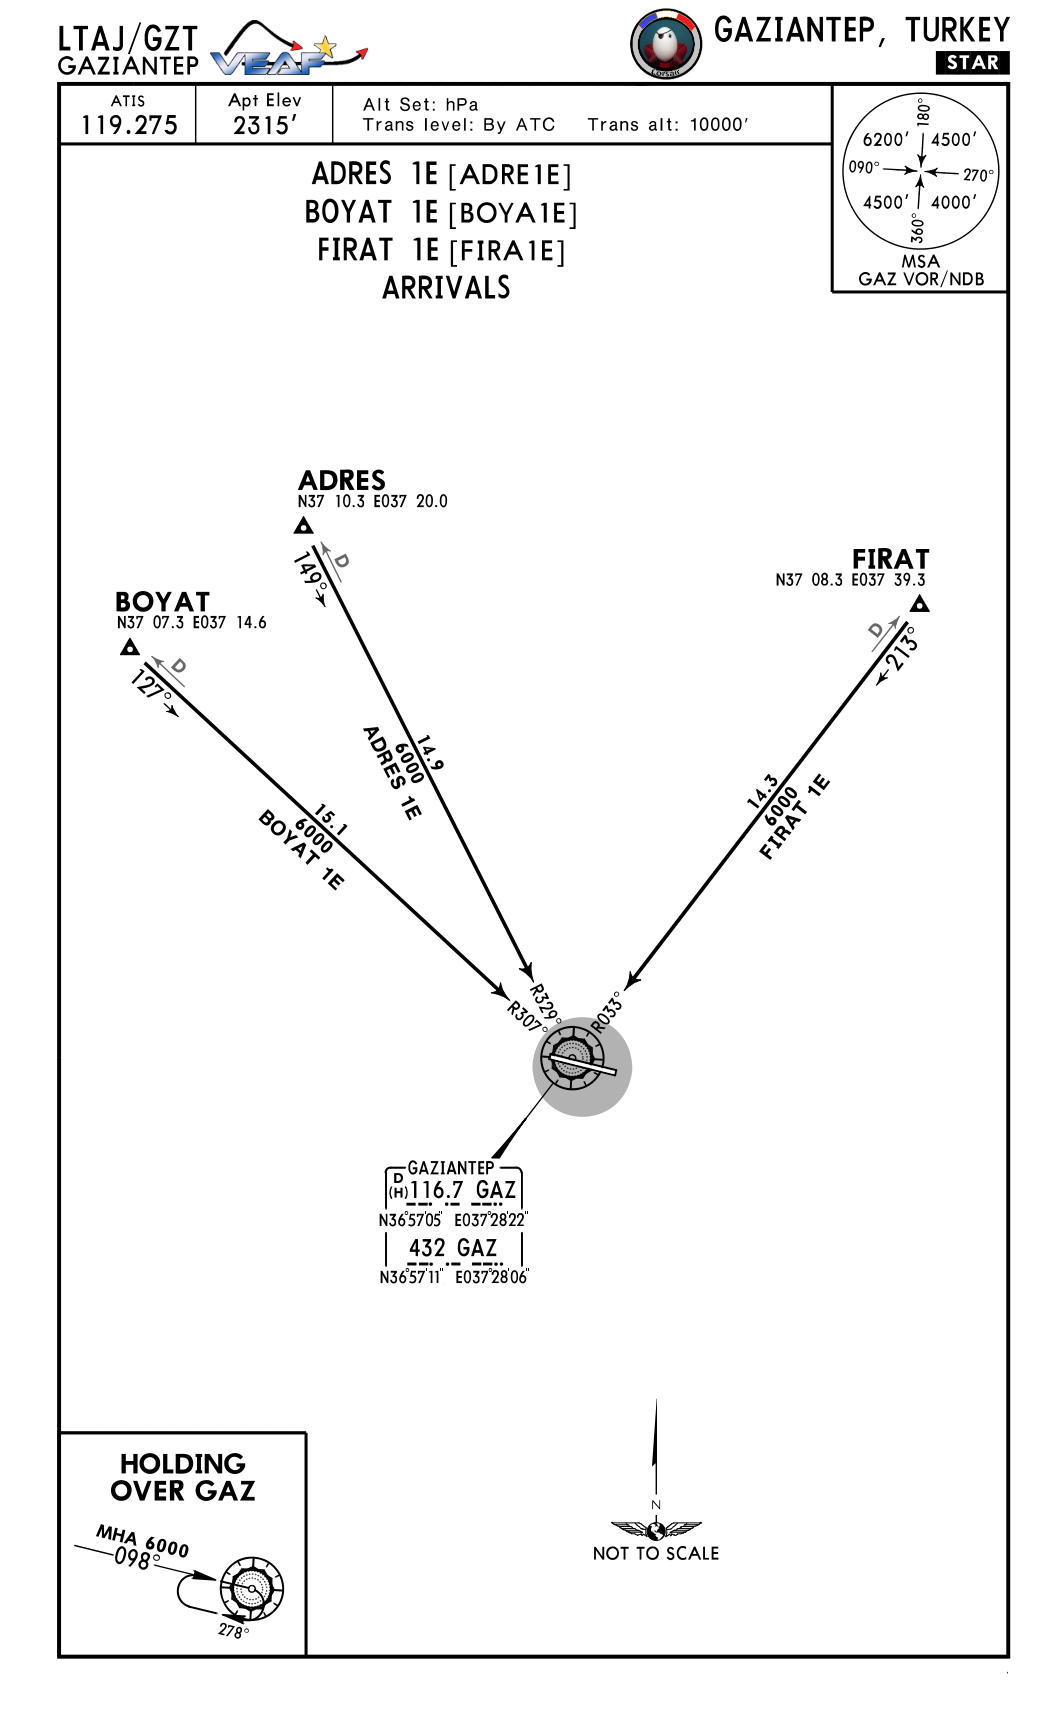 LTAJ/GZT
GAZIANTEP
VEAF
Corsair
GAZIANTEP, TURKEY
STAR
ATIS
119.275
Apt Elev
2315'
Alt Set: hPa
Trans level: By ATC Trans alt: 10000'
180°
6200' 4500'
090° 270°
4500' 4000'
360°
MSA
GAZ VOR/NDB
ADRES 1E [ADRE1E]
BOYAT 1E [BOYA1E]
FIRAT 1E [FIRA1E]
ARRIVALS
ADRES
N37 10.3 E037 20.0
D
149°
FIRAT
N37 08.3 E037 39.3
D
213°
BOYAT
N37 07.3 E037 14.6
D
127°
14.9
6000
ADRES 1E
15.1
6000
BOYAT 1E
14.3
6000
FIRAT 1E
R329°
R307°
R033°
GAZIANTEP
D
(H) 116.7 GAZ
N36°57'05" E037°28'22"
432 GAZ
N36°57'11" E037°28'06"
HOLDING
OVER GAZ
MHA 6000
098°
278°
N
NOT TO SCALE